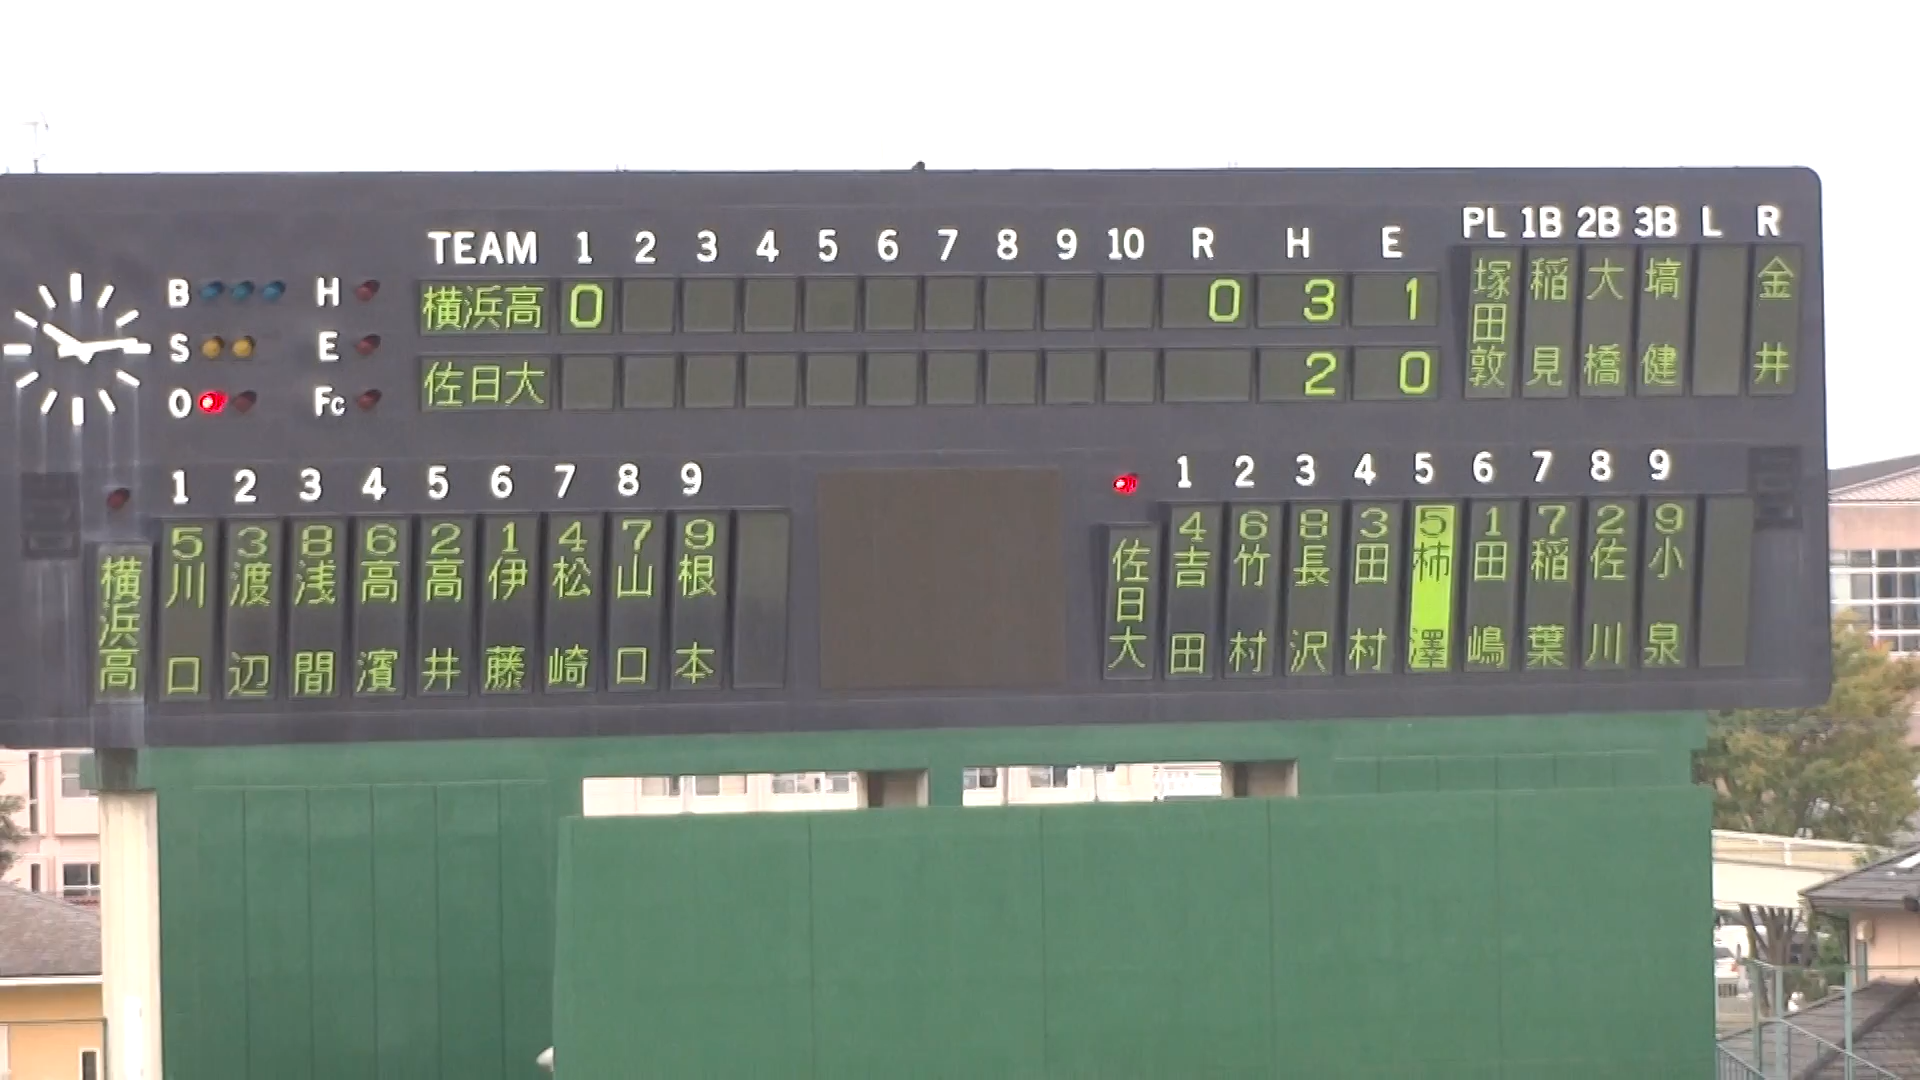 PL 1B 2B 3B L R
塚田敦 稲見 大橋 塙健 金井
TEAM 1 2 3 4 5 6 7 8 9 10 R H E
横浜高 0 0 3 1
佐日大 2 0
B H
S E
O Fc
1 2 3 4 5 6 7 8 9
5 3 8 6 2 1 4 7 9
横浜高 川口 渡辺 浅間 高濱 高井 伊藤 松崎 山口 根本
1 2 3 4 5 6 7 8 9
4 6 8 3 5 1 7 2 9
佐日大 吉田 竹村 長沢 田村 柿澤 田嶋 稲葉 佐川 小泉